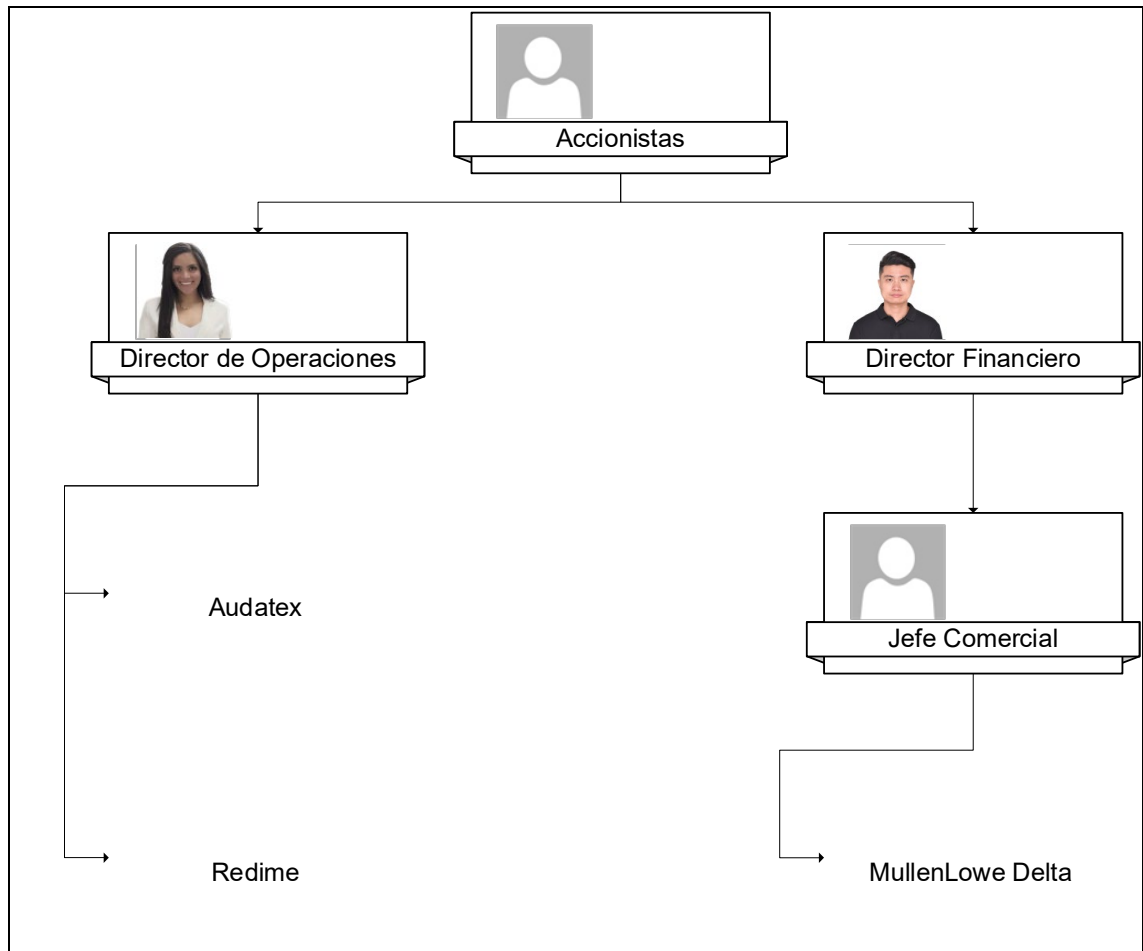 Accionistas
Director de Operaciones
Director Financiero
Audatex
Jefe Comercial
Redime
MullenLowe Delta